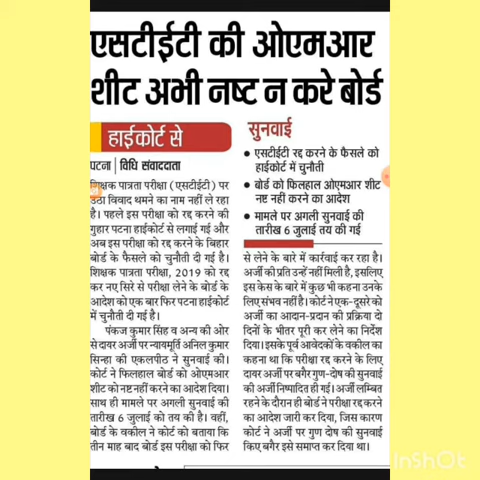 एसटीईटी की ओएमआर
शीट अभी नष्ट न करे बोर्ड
हाईकोर्ट से
पटना | विधि संवाददाता
शिक्षक पात्रता परीक्षा (एसटीईटी) पर
उठा विवाद थमने का नाम नहीं ले रहा
है। पहले इस परीक्षा को रद्द करने की
गुहार पटना हाईकोर्ट से लगाई गई और
अब इस परीक्षा को रद्द करने के बिहार
बोर्ड के फैसले को चुनौती दी गई है।
शिक्षक पात्रता परीक्षा, 2019 को रद्द
कर नए सिरे से परीक्षा लेने के बोर्ड के
आदेश को एक बार फिर पटना हाईकोर्ट
में चुनौती दी गई है।
पंकज कुमार सिंह व अन्य की ओर
से दायर अर्जी पर न्यायमूर्ति अनिल कुमार
सिन्हा की एकलपीठ ने सुनवाई की।
कोर्ट ने फिलहाल बोर्ड को ओएमआर
शीट को नष्ट नहीं करने का आदेश दिया।
साथ ही मामले पर अगली सुनवाई की
तारीख 6 जुलाई को तय की है। वहीं,
बोर्ड के वकील ने कोर्ट को बताया कि
तीन माह बाद बोर्ड इस परीक्षा को फिर
सुनवाई
• एसटीईटी रद्द करने के फैसले को
हाईकोर्ट में चुनौती
• बोर्ड को फिलहाल ओएमआर शीट
नष्ट नही करने का आदेश
• मामले पर अगली सुनवाई की
तारीख 6 जुलाई तय की गई
से लेने के बारे में कार्रवाई कर रहा है।
अर्जी की प्रति उन्हें नहीं मिली है, इसलिए
इस केस के बारे में कुछ भी कहना उनके
लिए संभव नहीं है। कोर्ट ने एक-दूसरे को
अर्जी का आदान-प्रदान की प्रक्रिया दो
दिनों के भीतर पूरी कर लेने का निर्देश
दिया। इसके पूर्व आवेदकों के वकील का
कहना था कि परीक्षा रद्द करने के लिए
दायर अर्जी पर बगैर गुण-दोष की सुनवाई
की अर्जी निष्पादित हो गई। अर्जी लम्बित
रहने के दौरान ही बोर्ड ने परीक्षा रद्द करने
का आदेश जारी कर दिया, जिस कारण
कोर्ट ने अर्जी पर गुण दोष की सुनवाई
किए बगैर इसे समाप्त कर दिया था।
InShOt